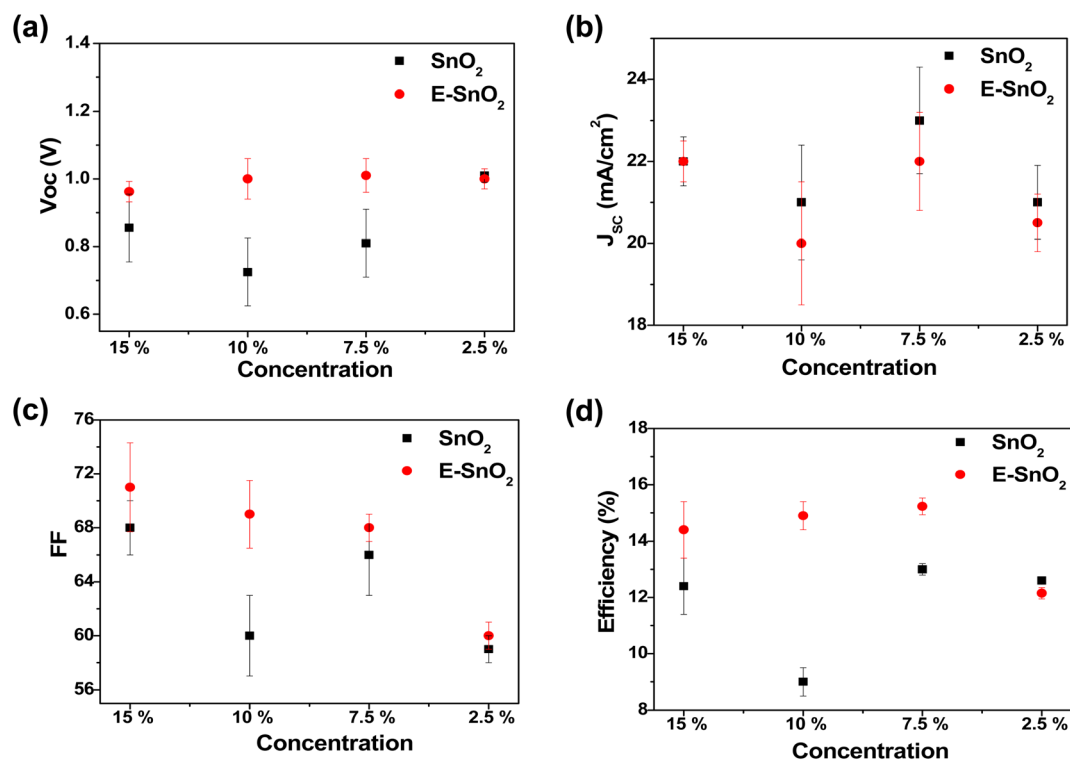 (a)
1.4
1.2
1.0
0.8
0.6
Voc (V)
SnO₂
E-SnO₂
15 % 10 % 7.5 % 2.5 %
Concentration
(b)
24
22
20
18
J_SC (mA/cm²)
SnO₂
E-SnO₂
15 % 10 % 7.5 % 2.5 %
Concentration
(c)
76
72
68
64
60
56
FF
SnO₂
E-SnO₂
15 % 10 % 7.5 % 2.5 %
Concentration
(d)
18
16
14
12
10
8
Efficiency (%)
SnO₂
E-SnO₂
15 % 10 % 7.5 % 2.5 %
Concentration